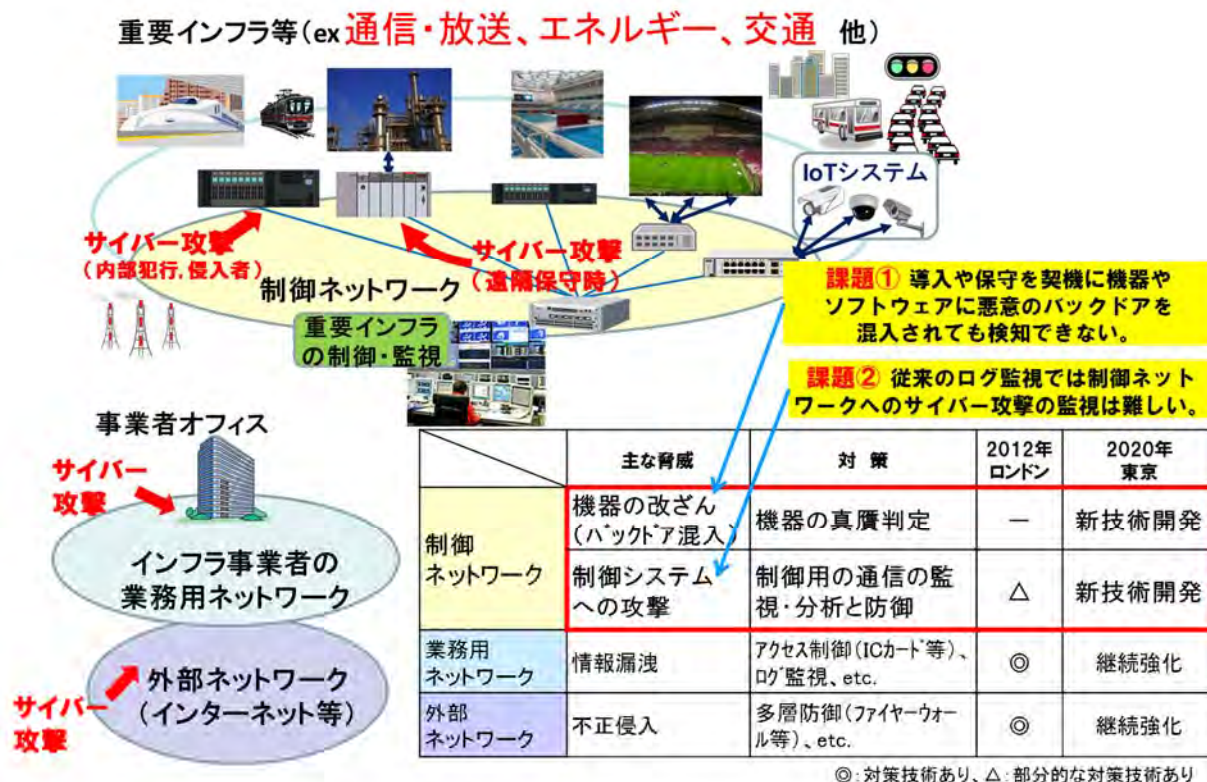 重要インフラ等(ex 通信・放送、エネルギー、交通 他)
IoTシステム
サイバー攻撃
(内部犯行,侵入者)
サイバー攻撃
(遠隔保守時)
制御ネットワーク
重要インフラ
の制御・監視
課題① 導入や保守を契機に機器や
ソフトウェアに悪意のバックドアを
混入されても検知できない。
課題② 従来のログ監視では制御ネット
ワークへのサイバー攻撃の監視は難しい。
事業者オフィス
サイバー
攻撃
インフラ事業者の
業務用ネットワーク
サイバー
攻撃
外部ネットワーク
(インターネット等)
主な脅威
対 策
2012年
ロンドン
2020年
東京
制御
ネットワーク
機器の改ざん
(バックドア混入)
機器の真贋判定
―
新技術開発
制御システム
への攻撃
制御用の通信の監
視・分析と防御
△
新技術開発
業務用
ネットワーク
情報漏洩
アクセス制御(ICカード等)、
ログ監視、etc.
◎
継続強化
外部
ネットワーク
不正侵入
多層防御(ファイヤーウォー
ル等)、etc.
◎
継続強化
◎:対策技術あり、△:部分的な対策技術あり